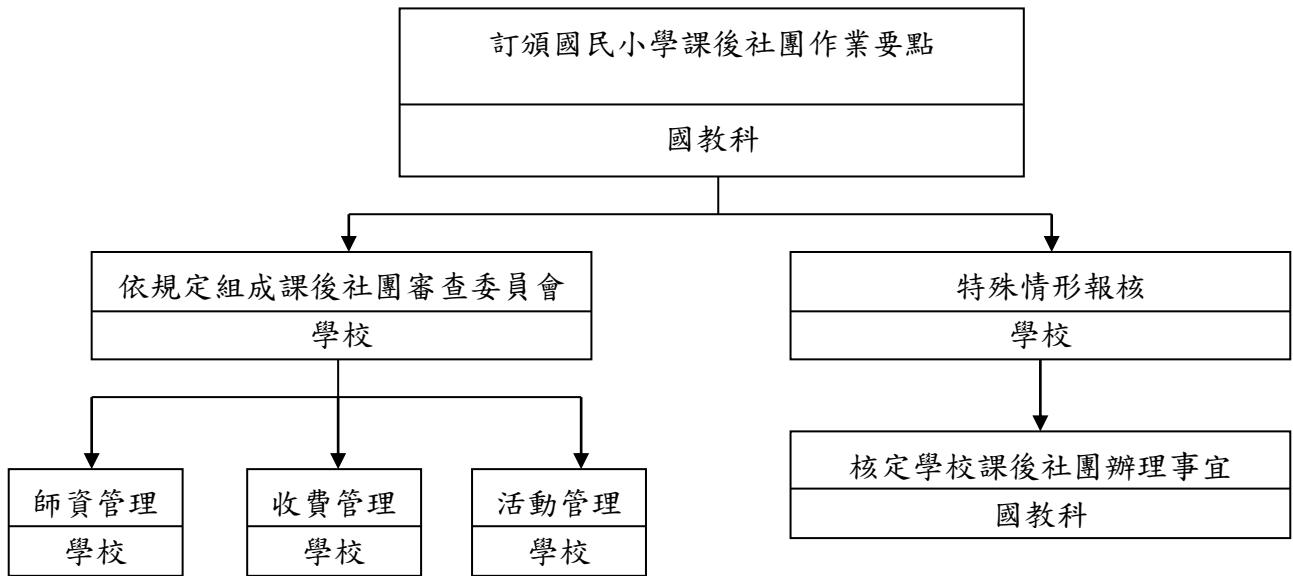 訂頒國民小學課後社團作業要點
國教科
依規定組成課後社團審查委員會
學校
特殊情形報核
學校
師資管理
學校
收費管理
學校
活動管理
學校
核定學校課後社團辦理事宜
國教科